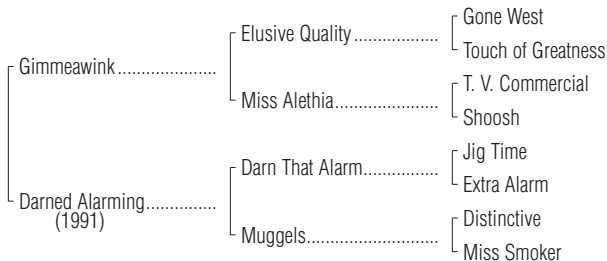 Gone West
Elusive Quality ..................
Touch of Greatness
Gimmeawink .....................
T. V. Commercial
Miss Alethia......................
Shoosh
Jig Time
Darn That Alarm................
Extra Alarm
Darned Alarming...............
(1991)
Distinctive
Muggels............................
Miss Smoker